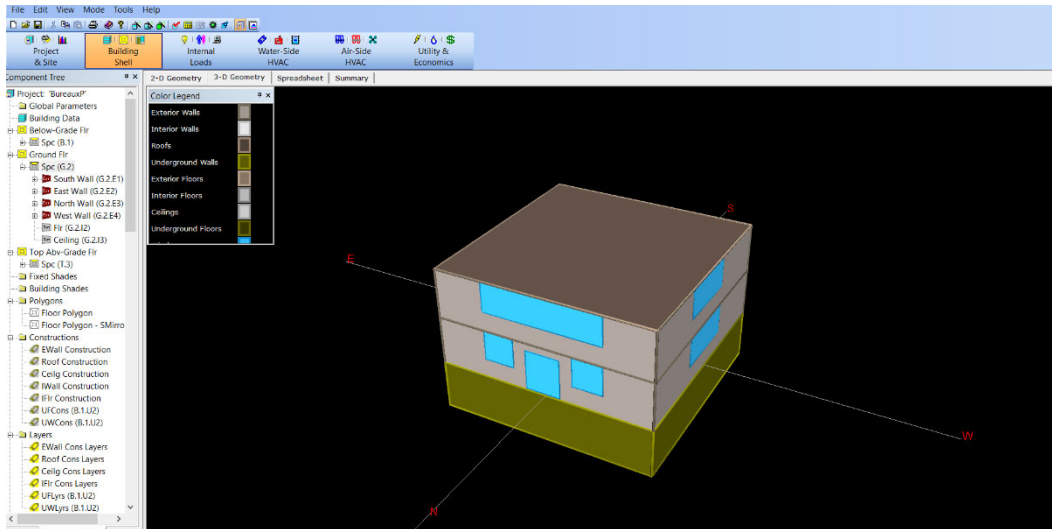 File Edit View Mode Tools Help
Project & Site
Building Shell
Internal Loads
Water-Side HVAC
Air-Side HVAC
Utility & Economics
Component Tree
2-D Geometry 3-D Geometry Spreadsheet Summary
Project: 'BureauxP'
Global Parameters
Building Data
Below-Grade Flr
Spc (B.1)
Ground Flr
Spc (G.2)
South Wall (G.2.E1)
East Wall (G.2.E2)
North Wall (G.2.E3)
West Wall (G.2.E4)
Flr (G.2.I2)
Ceiling (G.2.I3)
Top Abv-Grade Flr
Spc (T.3)
Fixed Shades
Building Shades
Polygons
Floor Polygon
Floor Polygon - SMirro
Constructions
EWall Construction
Roof Construction
Ceilg Construction
IWall Construction
IFlr Construction
UFCons (B.1.U2)
UWCons (B.1.U2)
Layers
EWall Cons Layers
Roof Cons Layers
Ceilg Cons Layers
IFlr Cons Layers
UFLyrs (B.1.U2)
UWLyrs (B.1.U2)
Color Legend
Exterior Walls
Interior Walls
Roofs
Underground Walls
Exterior Floors
Interior Floors
Ceilings
Underground Floors
S
E
W
N